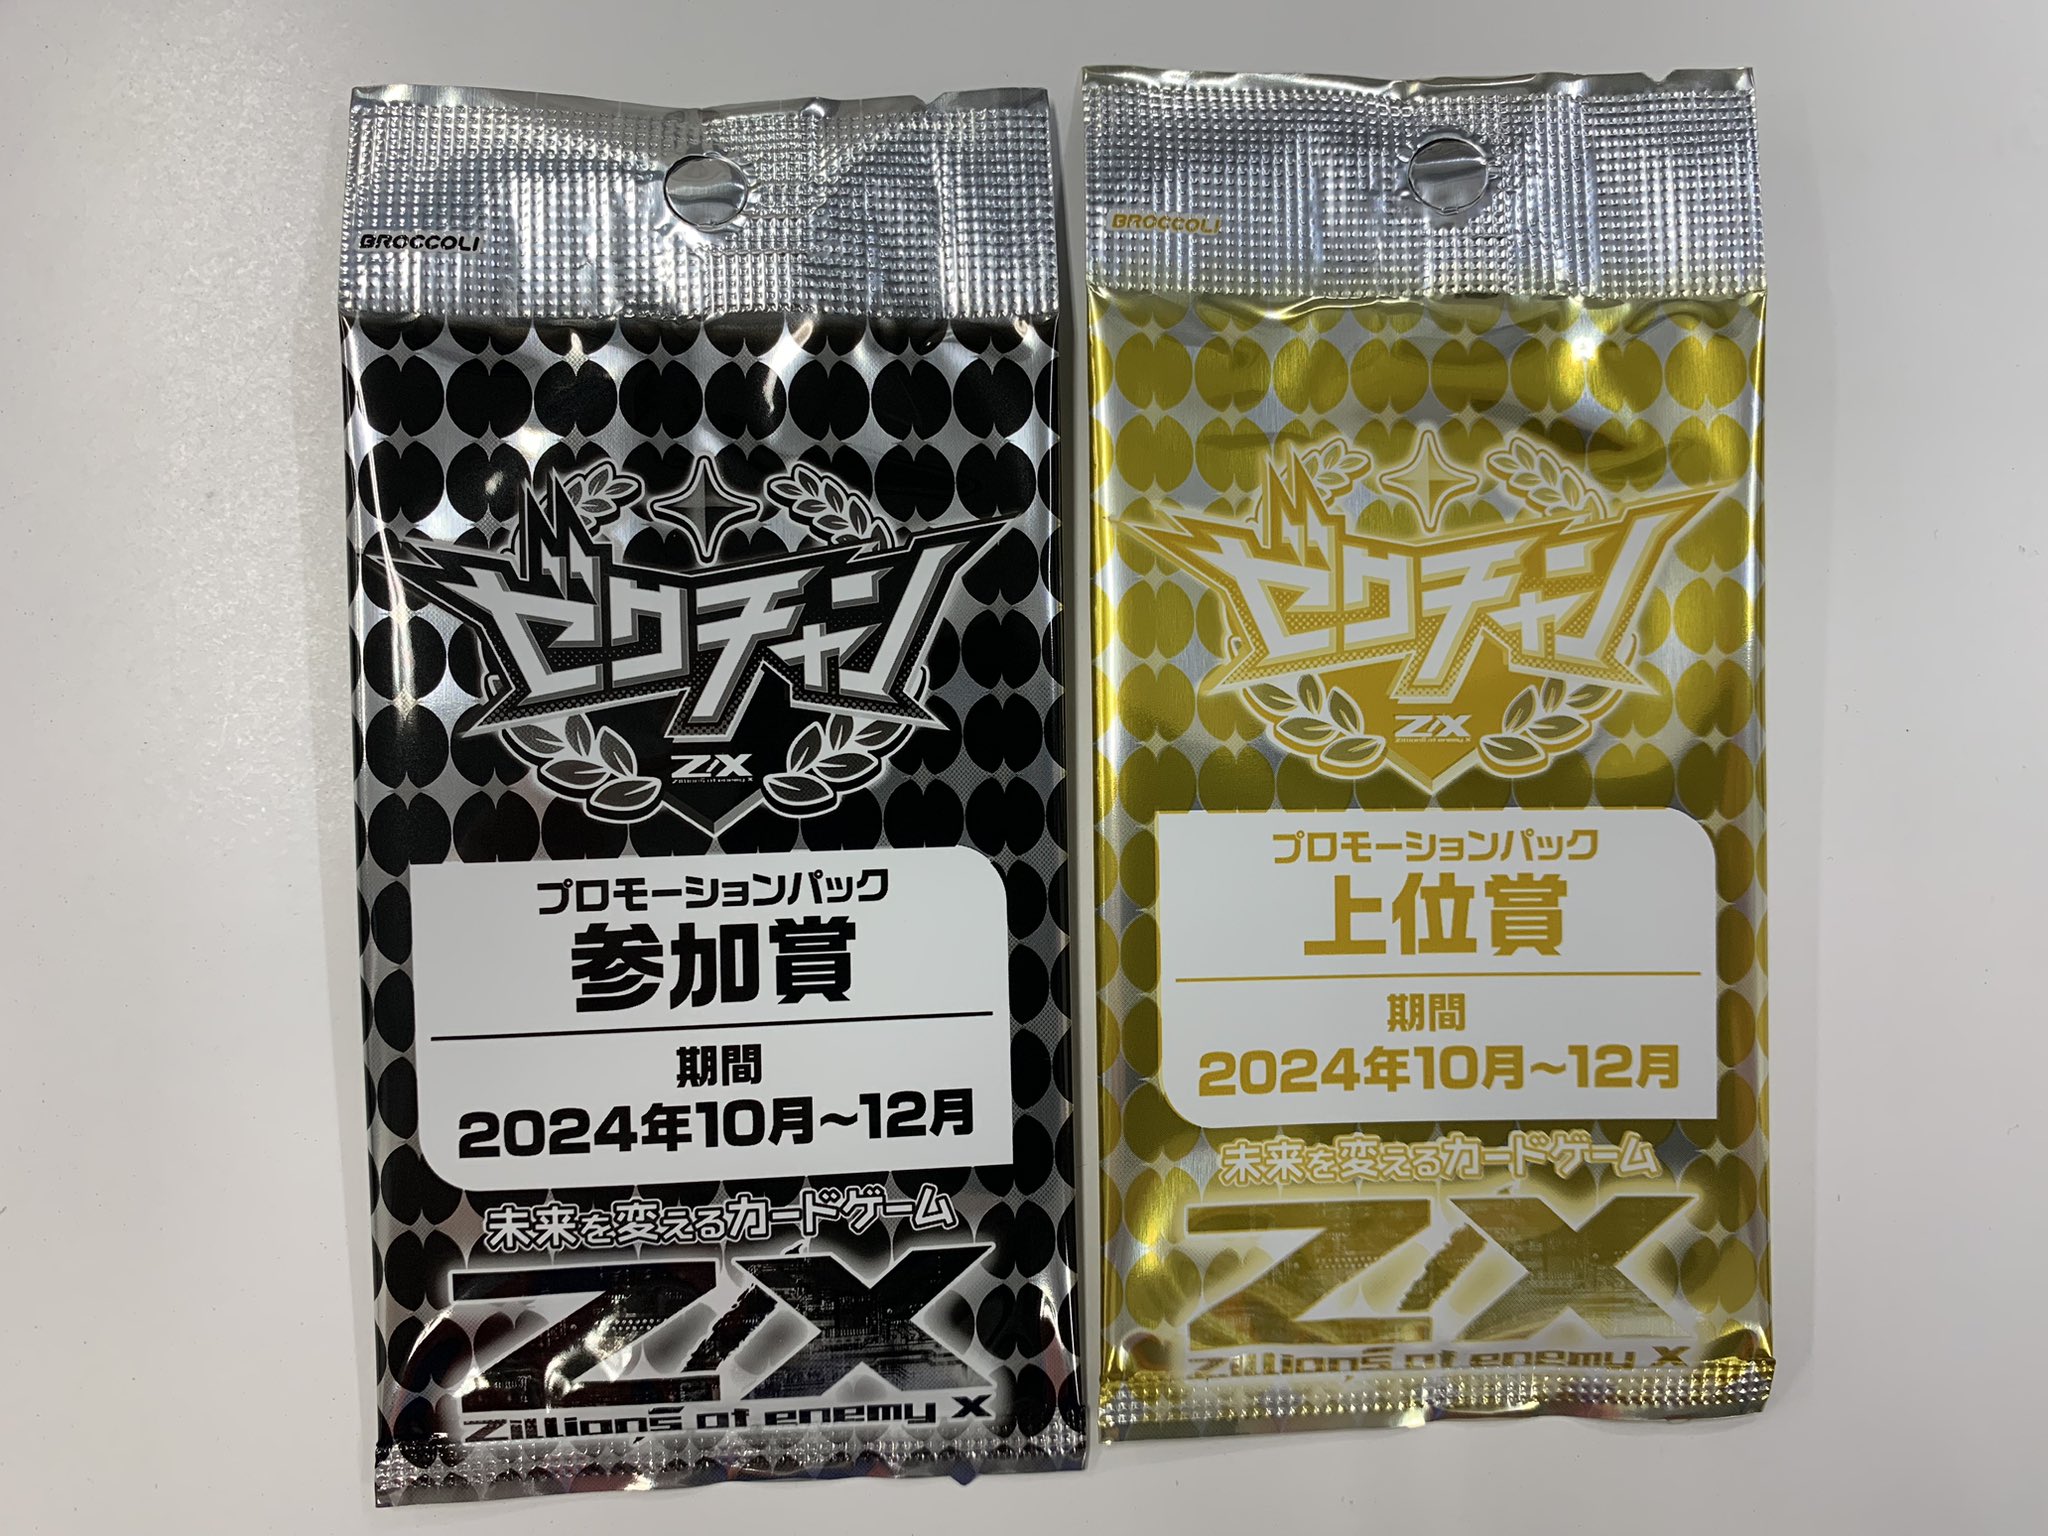 BROCCOLI
ゼクチャン
Z/X
Zillions of enemy X
プロモーションパック
参加賞
期間
2024年10月~12月
未来を変えるカードゲーム
Z/X
Zillions of enemy X
BROCCOLI
ゼクチャン
Z/X
Zillions of enemy X
プロモーションパック
上位賞
期間
2024年10月~12月
未来を変えるカードゲーム
Z/X
Zillions of enemy X